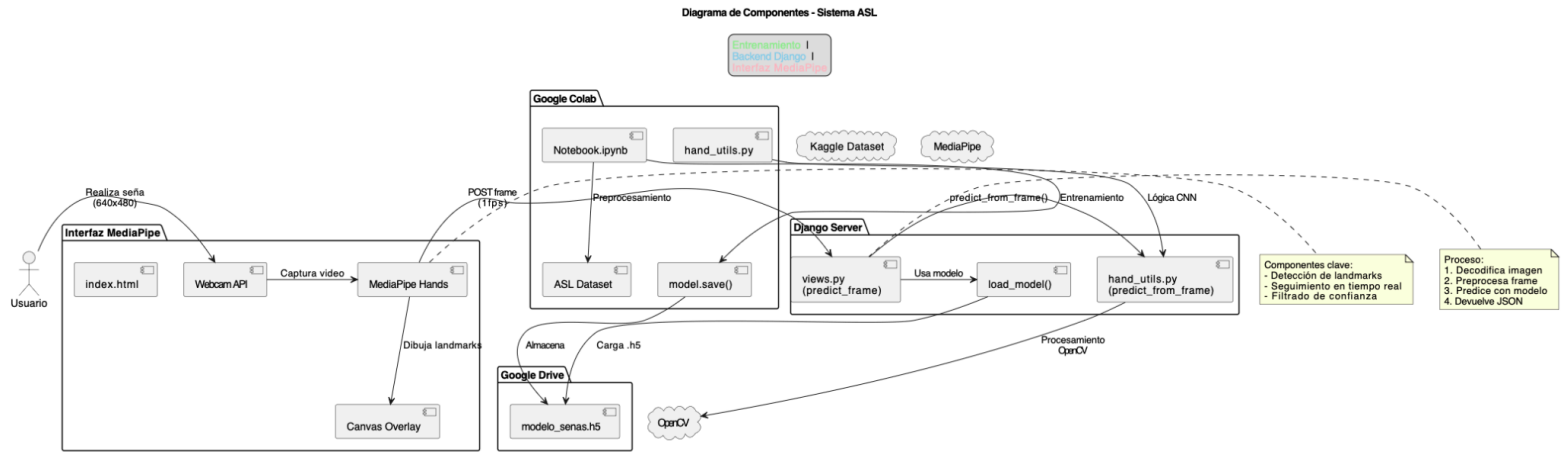 Diagrama de Componentes - Sistema ASL
Entrenamiento |
Backend Django |
Interfaz MediaPipe
Google Colab
Notebook.ipynb
hand_utils.py
Kaggle Dataset
MediaPipe
Realiza seña
(640x480)
POST frame
(1fps)
Preprocesamiento
predict_from_frame()
Entrenamiento
Lógica CNN
Usuario
Interfaz MediaPipe
index.html
Webcam API
Captura video
MediaPipe Hands
ASL Dataset
model.save()
Django Server
views.py
(predict_frame)
Usa modelo
load_model()
hand_utils.py
(predict_from_frame)
Componentes clave:
- Detección de landmarks
- Seguimiento en tiempo real
- Filtrado de confianza
Proceso:
1. Decodifica imagen
2. Preprocesa frame
3. Predice con modelo
4. Devuelve JSON
Dibuja landmarks
Almacena
Carga .h5
Procesamiento
OpenCV
Google Drive
Canvas Overlay
modelo_senas.h5
OpenCV